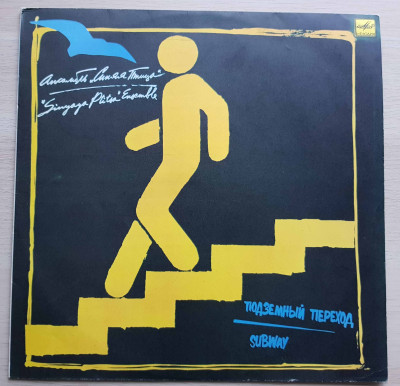 Ансамбль „Синяя Птица“
"Sinyaya Ptitsa" Ensemble
ПОДЗЕМНЫЙ ПЕРЕХОД
SUBWAY